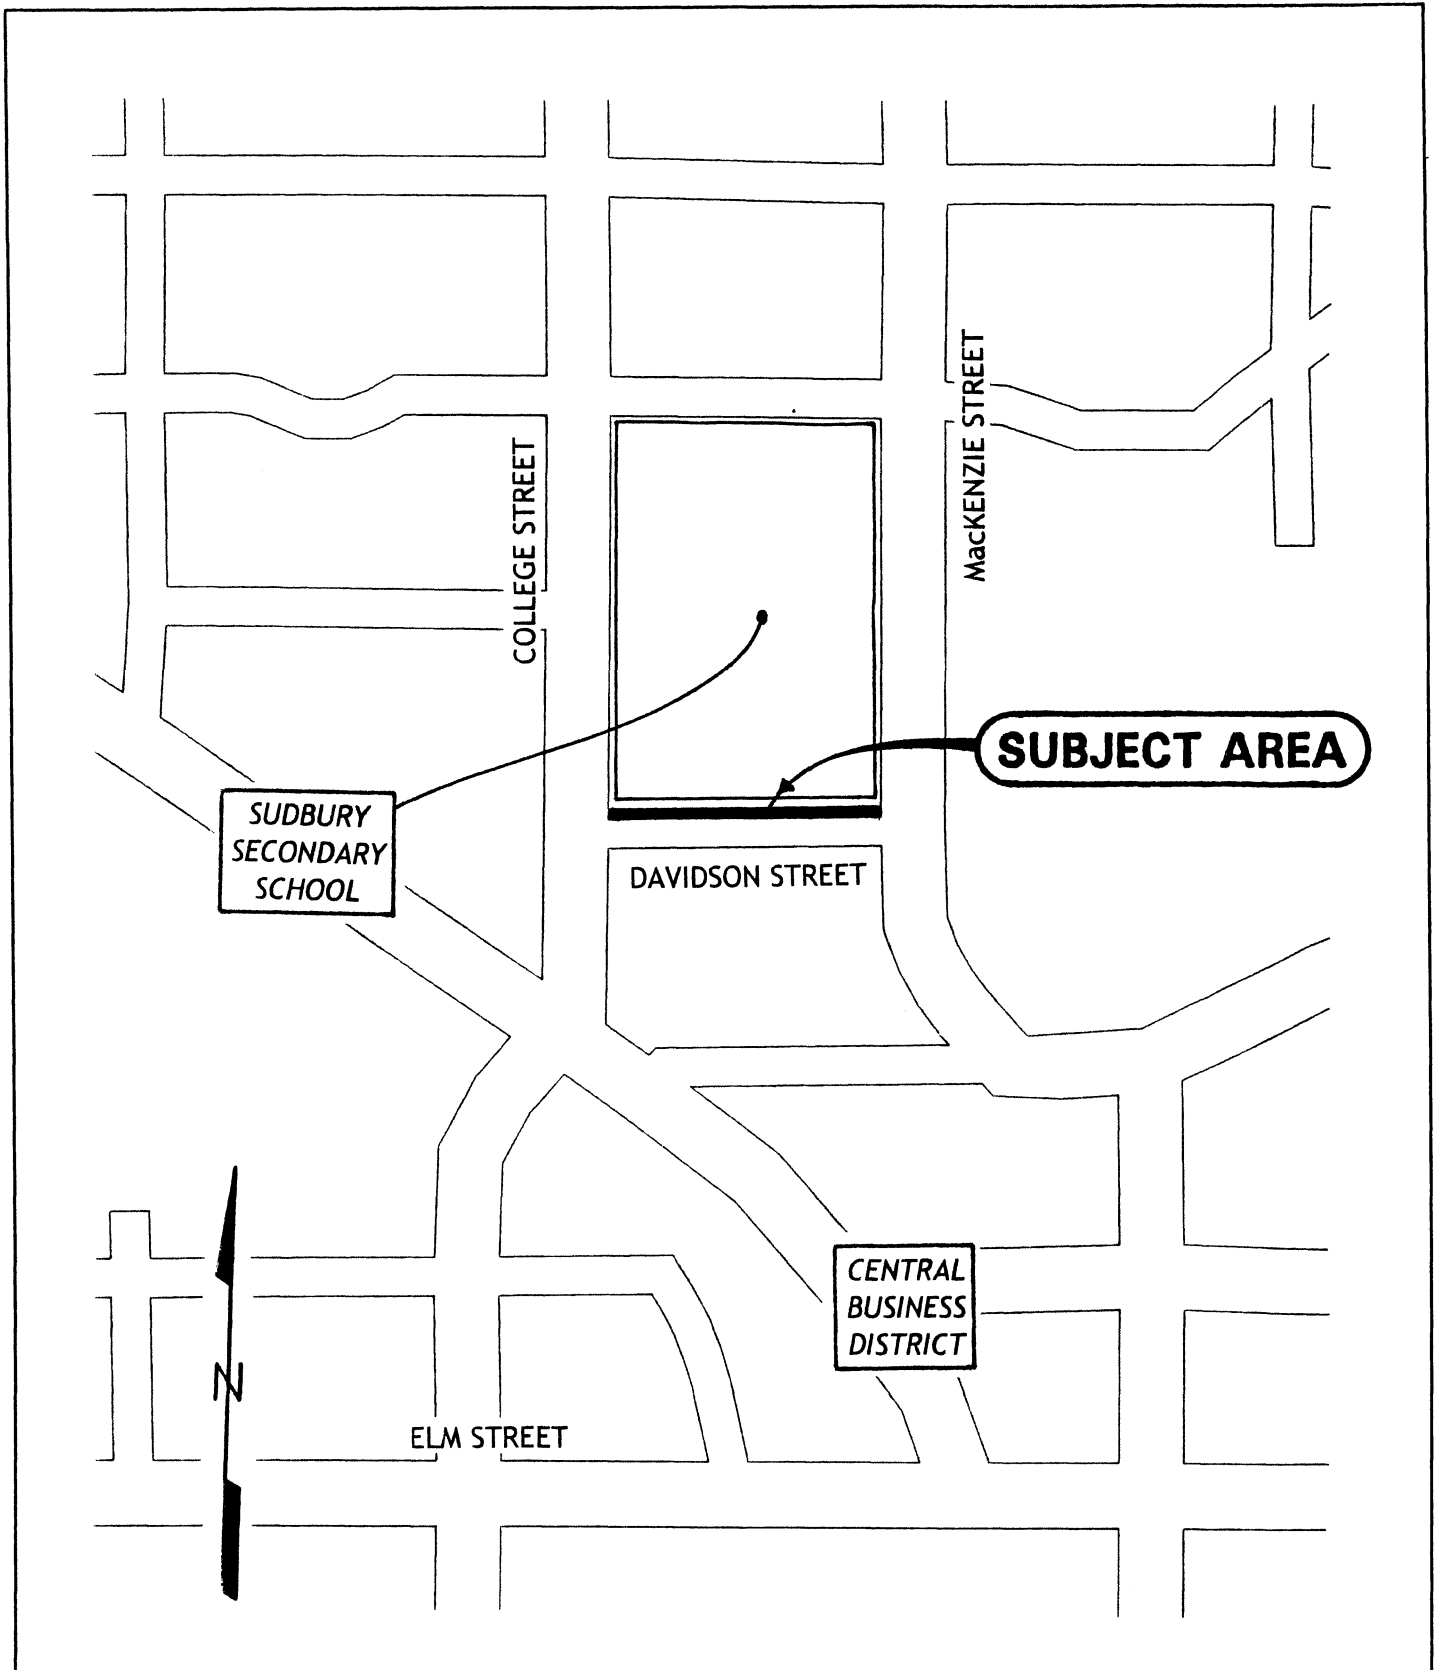 MacKENZIE STREET
COLLEGE STREET
SUBJECT AREA
SUDBURY
SECONDARY
SCHOOL
DAVIDSON STREET
CENTRAL
BUSINESS
DISTRICT
N
ELM STREET